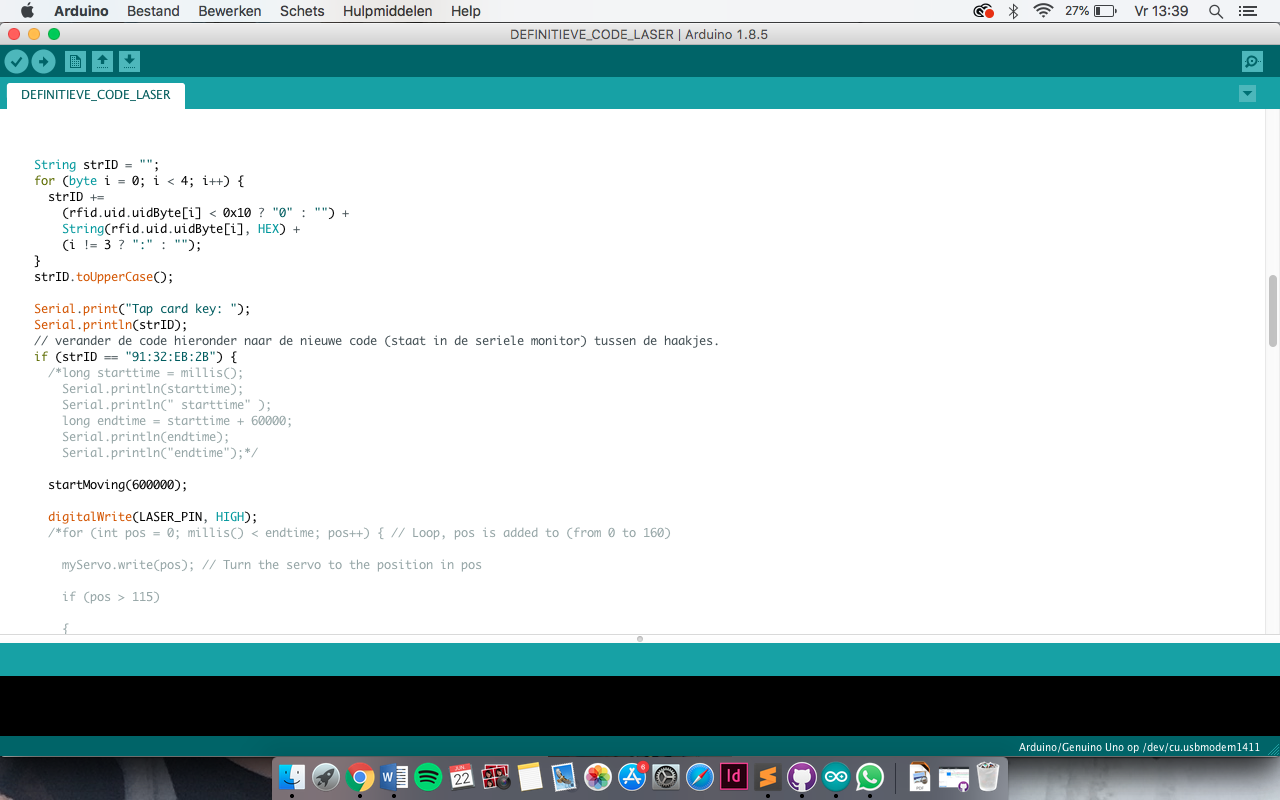 Arduino Bestand Bewerken Schets Hulpmiddelen Help 27% Vr 13:39
DEFINITIEVE_CODE_LASER | Arduino 1.8.5
DEFINITIEVE_CODE_LASER
String strID = "";
for (byte i = 0; i < 4; i++) {
strID +=
(rfid.uid.uidByte[i] < 0x10 ? "0" : "") +
String(rfid.uid.uidByte[i], HEX) +
(i != 3 ? ":" : "");
}
strID.toUpperCase();
Serial.print("Tap card key: ");
Serial.println(strID);
// verander de code hieronder naar de nieuwe code (staat in de seriele monitor) tussen de haakjes.
if (strID == "91:32:EB:2B") {
/*long starttime = millis();
Serial.println(starttime);
Serial.println(" starttime" );
long endtime = starttime + 60000;
Serial.println(endtime);
Serial.println("endtime");*/
startMoving(600000);
digitalWrite(LASER_PIN, HIGH);
/*for (int pos = 0; millis() < endtime; pos++) { // Loop, pos is added to (from 0 to 160)
myServo.write(pos); // Turn the servo to the position in pos
if (pos > 115)
{
Arduino/Genuino Uno op /dev/cu.usbmodem1411
W JUN 22 6 Id PDF